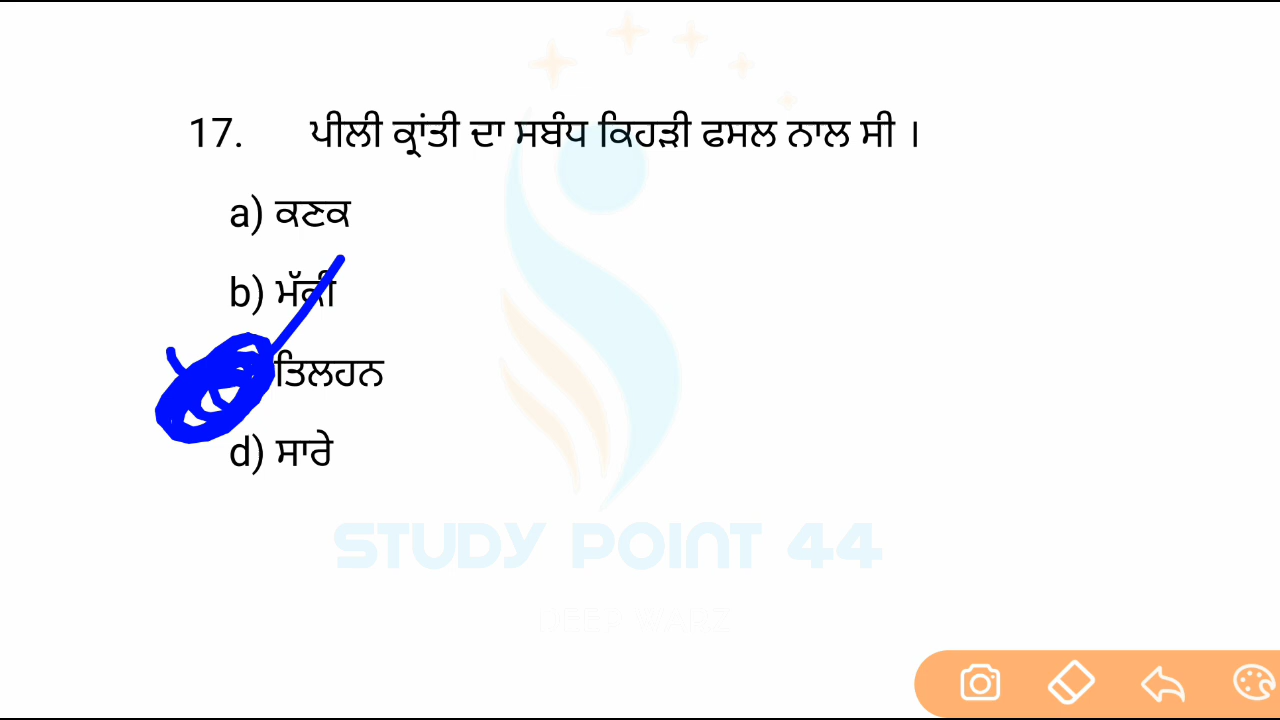 17. ਪੀਲੀ ਕ੍ਰਾਂਤੀ ਦਾ ਸਬੰਧ ਕਿਹੜੀ ਫਸਲ ਨਾਲ ਸੀ ।
a) ਕਣਕ
b) ਮੱਕੀ
ਤਿਲਹਨ
d) ਸਾਰੇ
STUDY POINT 44